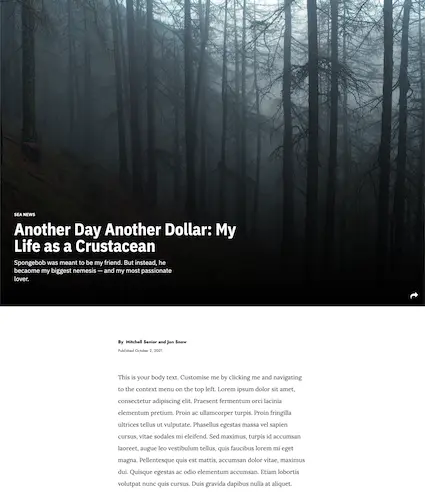 SEA NEWS
Another Day Another Dollar: My
Life as a Crustacean
Spongebob was meant to be my friend. But instead, he
becaome my biggest nemesis — and my most passionate
lover.
By Mitchell Senior and Jon Snow
Published October 5, 2021
This is your body text. Customise me by clicking me and navigating
to the context menu on the top left. Lorem ipsum dolor sit amet,
consectetur adipiscing elit. Praesent fermentum orci lacinia
elementum pretium. Proin ac ullamcorper turpis. Proin fringilla
ultrices tellus ut vulputate. Phasellus egestas massa vel sapien
cursus, vitae sodales mi eleifend. Sed maximus, turpis id accumsan
laoreet, augue leo vestibulum tellus, quis faucibus lorem mi eget
magna. Pellentesque quis est mattis, accumsan dolor vitae, maximus
dui. Quisque egestas ac odio elementum accumsan. Etiam lobortis
volutpat nunc quis cursus. Duis gravida dapibus nulla at aliquet.